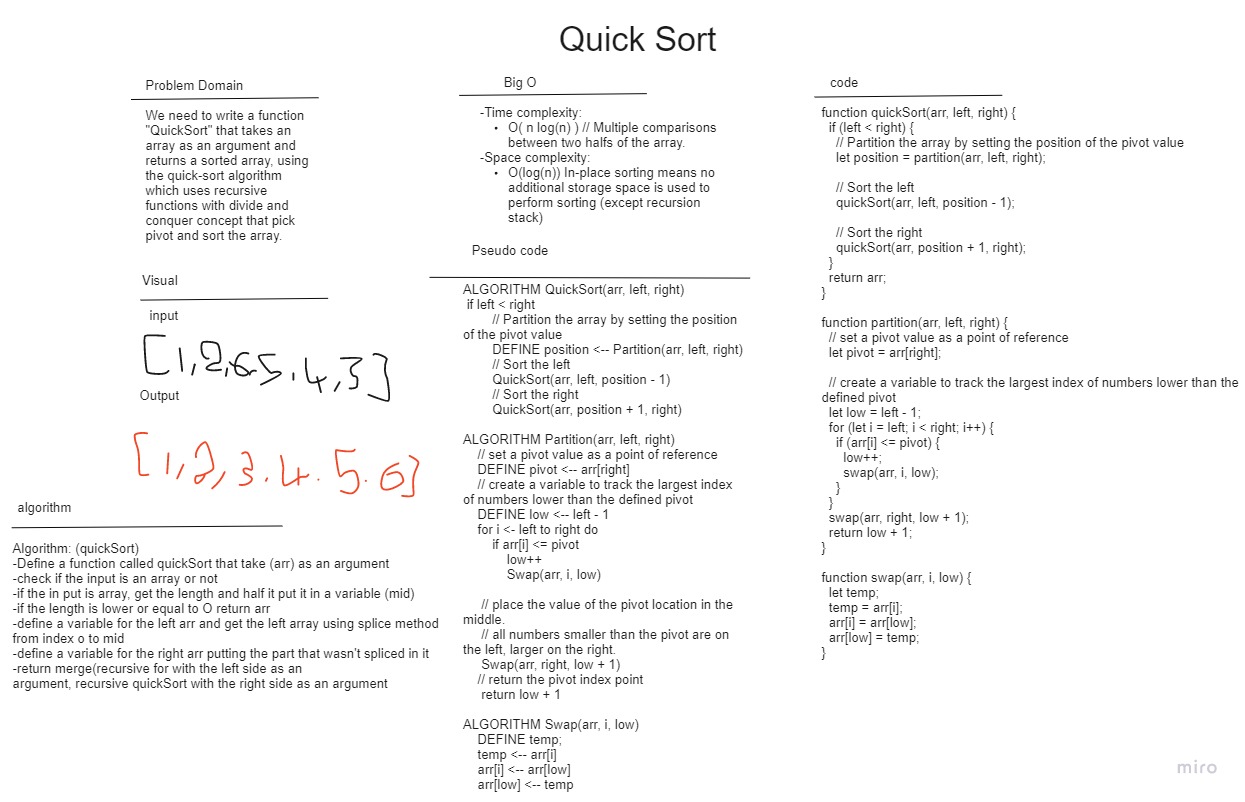 Quick Sort
Problem Domain
We need to write a function
"QuickSort" that takes an
array as an argument and
returns a sorted array, using
the quick-sort algorithm
which uses recursive
functions with divide and
conquer concept that pick
pivot and sort the array.
Visual
input
[1,2,6.5.4,3]
Output
[1,2,3.4.5.6]
algorithm
Algorithm: (quickSort)
-Define a function called quickSort that take (arr) as an argument
-check if the input is an array or not
-if the in put is array, get the length and half it put it in a variable (mid)
-if the length is lower or equal to O return arr
-define a variable for the left arr and get the left array using splice method
from index o to mid
-define a variable for the right arr putting the part that wasn't spliced in it
-return merge(recursive for with the left side as an
argument, recursive quickSort with the right side as an argument
Big O
-Time complexity:
• O( n log(n) ) // Multiple comparisons
between two halfs of the array.
-Space complexity:
• O(log(n)) In-place sorting means no
additional storage space is used to
perform sorting (except recursion
stack)
Pseudo code
ALGORITHM QuickSort(arr, left, right)
if left < right
// Partition the array by setting the position
of the pivot value
DEFINE position <-- Partition(arr, left, right)
// Sort the left
QuickSort(arr, left, position - 1)
// Sort the right
QuickSort(arr, position + 1, right)
ALGORITHM Partition(arr, left, right)
// set a pivot value as a point of reference
DEFINE pivot <-- arr[right]
// create a variable to track the largest index
of numbers lower than the defined pivot
DEFINE low <-- left - 1
for i <- left to right do
if arr[i] <= pivot
low++
Swap(arr, i, low)
// place the value of the pivot location in the
middle.
// all numbers smaller than the pivot are on
the left, larger on the right.
Swap(arr, right, low + 1)
// return the pivot index point
return low + 1
ALGORITHM Swap(arr, i, low)
DEFINE temp;
temp <-- arr[i]
arr[i] <-- arr[low]
arr[low] <-- temp
code
function quickSort(arr, left, right) {
if (left < right) {
// Partition the array by setting the position of the pivot value
let position = partition(arr, left, right);
// Sort the left
quickSort(arr, left, position - 1);
// Sort the right
quickSort(arr, position + 1, right);
}
return arr;
}
function partition(arr, left, right) {
// set a pivot value as a point of reference
let pivot = arr[right];
// create a variable to track the largest index of numbers lower than the
defined pivot
let low = left - 1;
for (let i = left; i < right; i++) {
if (arr[i] <= pivot) {
low++;
swap(arr, i, low);
}
}
swap(arr, right, low + 1);
return low + 1;
}
function swap(arr, i, low) {
let temp;
temp = arr[i];
arr[i] = arr[low];
arr[low] = temp;
}
miro